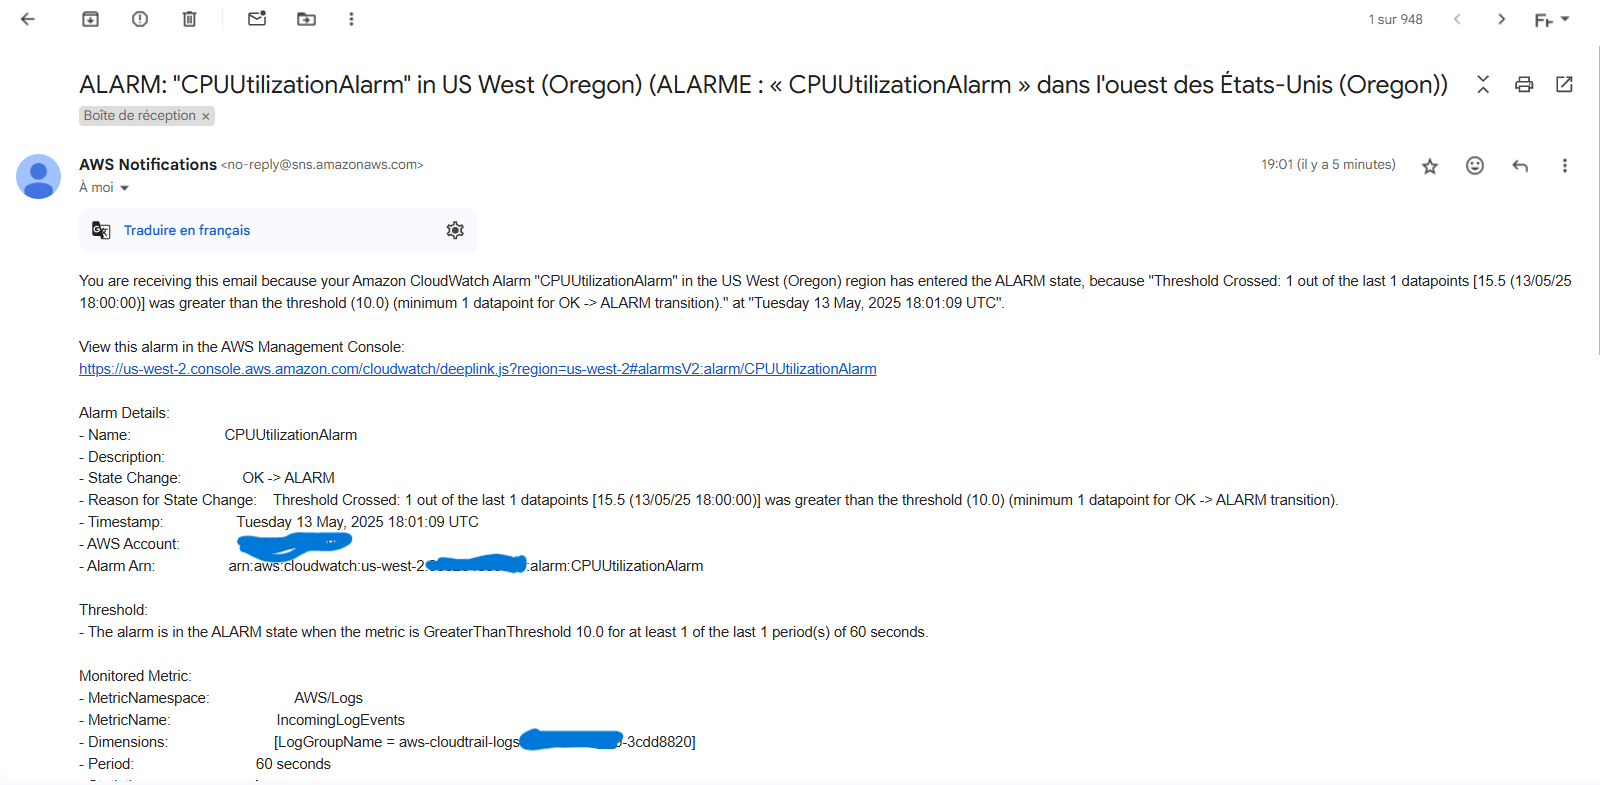 1 sur 948
Fr
ALARM: "CPUUtilizationAlarm" in US West (Oregon) (ALARME : « CPUUtilizationAlarm » dans l'ouest des États-Unis (Oregon))
Boîte de réception ×
AWS Notifications <no-reply@sns.amazonaws.com>
19:01 (il y a 5 minutes)
À moi
Traduire en français
You are receiving this email because your Amazon CloudWatch Alarm "CPUUtilizationAlarm" in the US West (Oregon) region has entered the ALARM state, because "Threshold Crossed: 1 out of the last 1 datapoints [15.5 (13/05/25
18:00:00)] was greater than the threshold (10.0) (minimum 1 datapoint for OK -> ALARM transition)." at "Tuesday 13 May, 2025 18:01:09 UTC".
View this alarm in the AWS Management Console:
https://us-west-2.console.aws.amazon.com/cloudwatch/deeplink.js?region=us-west-2#alarmsV2:alarm/CPUUtilizationAlarm
Alarm Details:
- Name: CPUUtilizationAlarm
- Description:
- State Change: OK -> ALARM
- Reason for State Change: Threshold Crossed: 1 out of the last 1 datapoints [15.5 (13/05/25 18:00:00)] was greater than the threshold (10.0) (minimum 1 datapoint for OK -> ALARM transition).
- Timestamp: Tuesday 13 May, 2025 18:01:09 UTC
- AWS Account:
- Alarm Arn: arn:aws:cloudwatch:us-west-2: :alarm:CPUUtilizationAlarm
Threshold:
- The alarm is in the ALARM state when the metric is GreaterThanThreshold 10.0 for at least 1 of the last 1 period(s) of 60 seconds.
Monitored Metric:
- MetricNamespace: AWS/Logs
- MetricName: IncomingLogEvents
- Dimensions: [LogGroupName = aws-cloudtrail-logs -3cdd8820]
- Period: 60 seconds